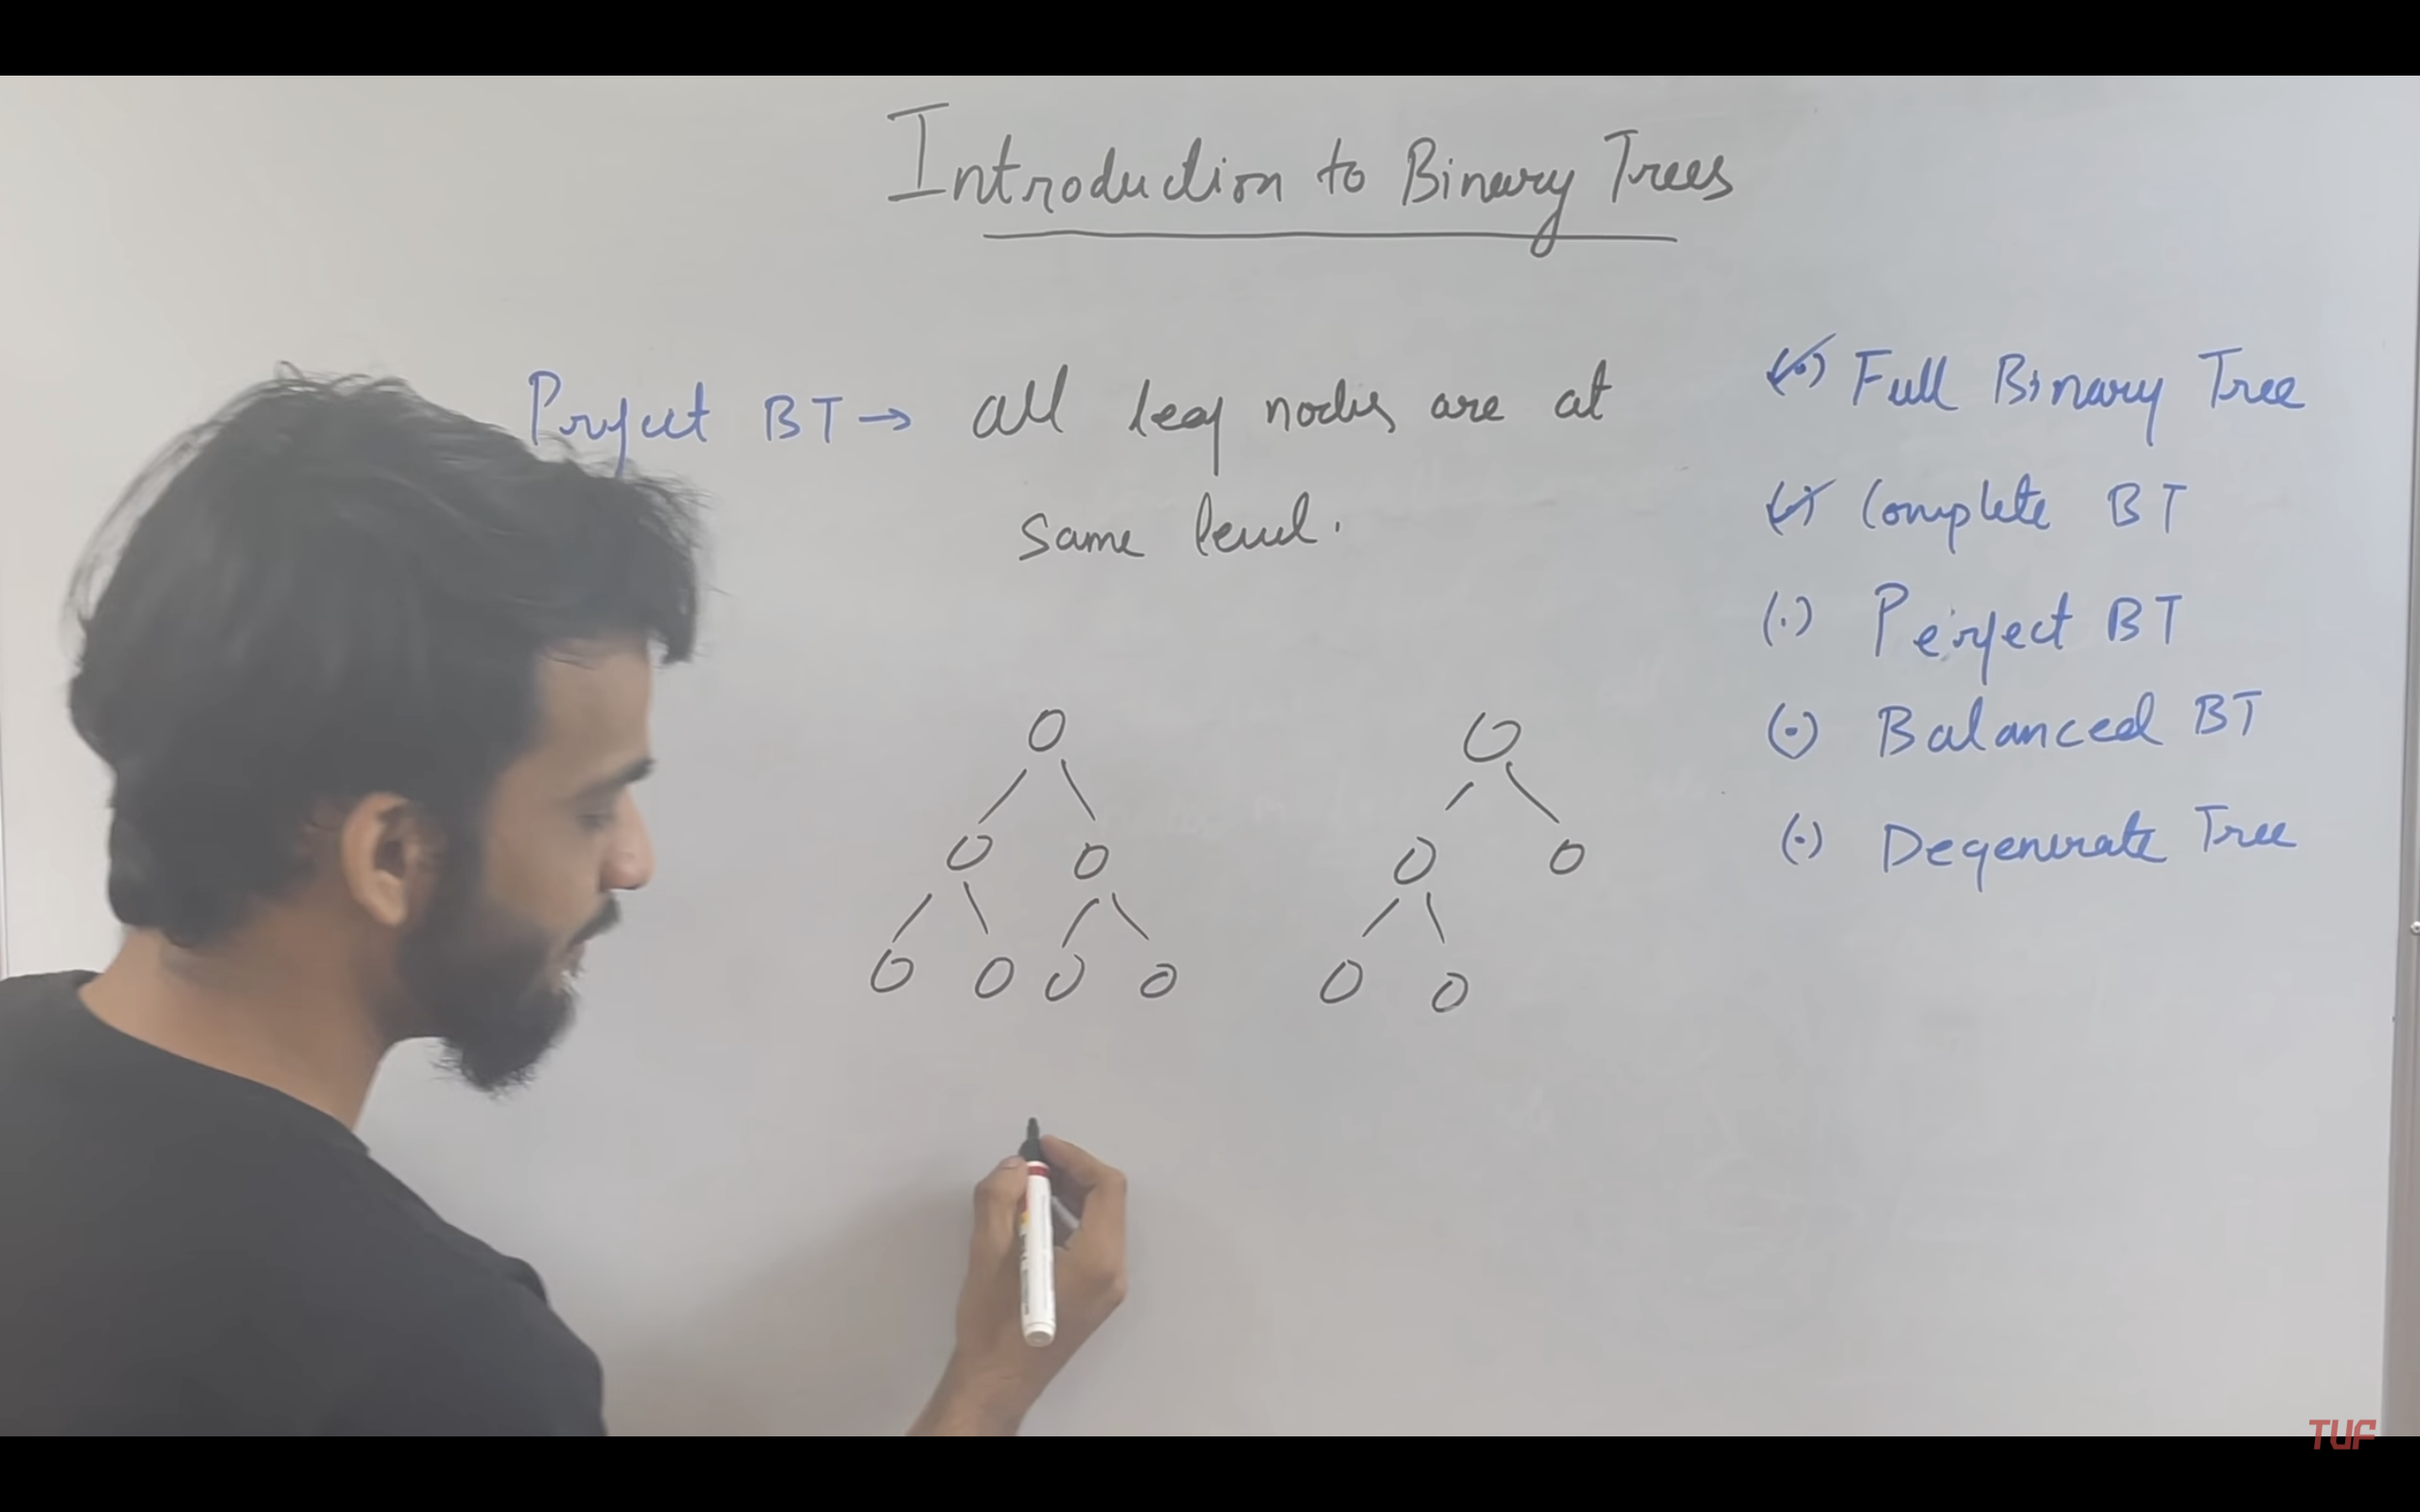 Introduction to Binary Trees
Perfect BT → all leaf nodes are at
same level.
(•) Full Binary Tree
(•) Complete BT
(•) Perfect BT
(•) Balanced BT
(•) Degenerate Tree
TUF